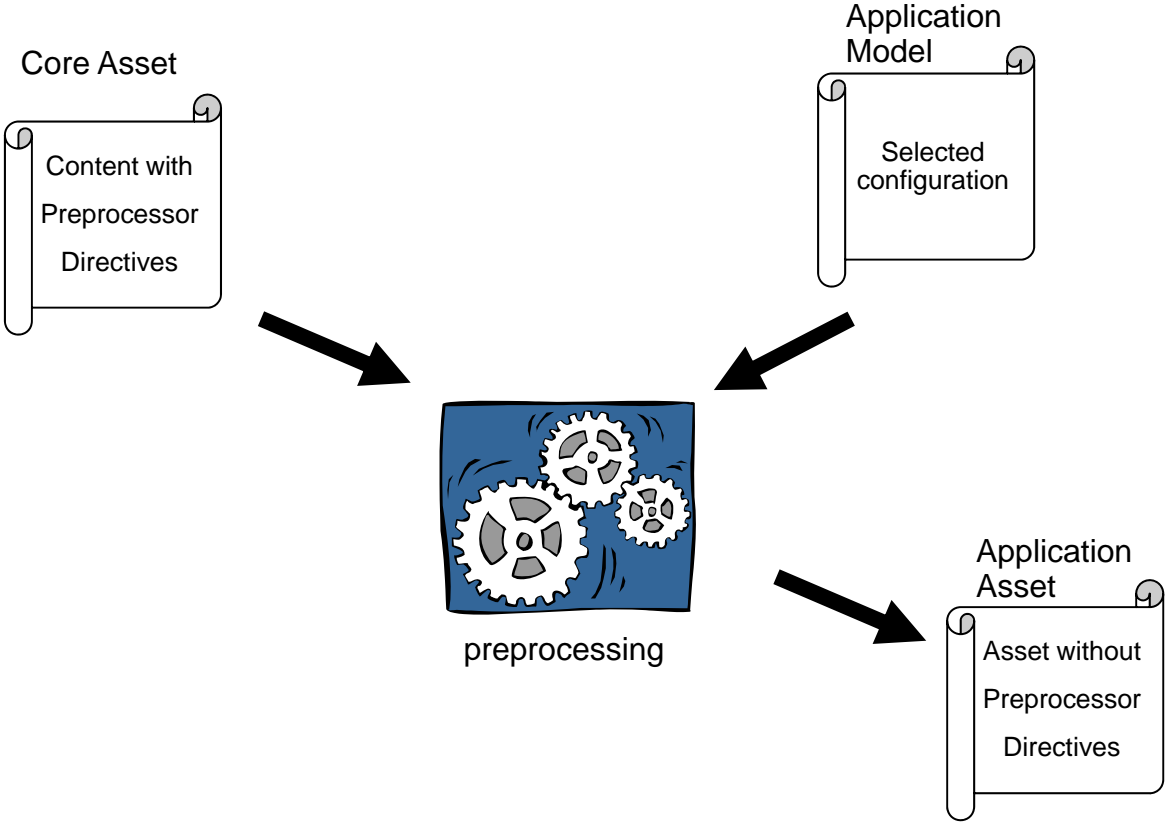 Core Asset
Content with
Preprocessor
Directives
Application
Model
Selected
configuration
preprocessing
Application
Asset
Asset without
Preprocessor
Directives